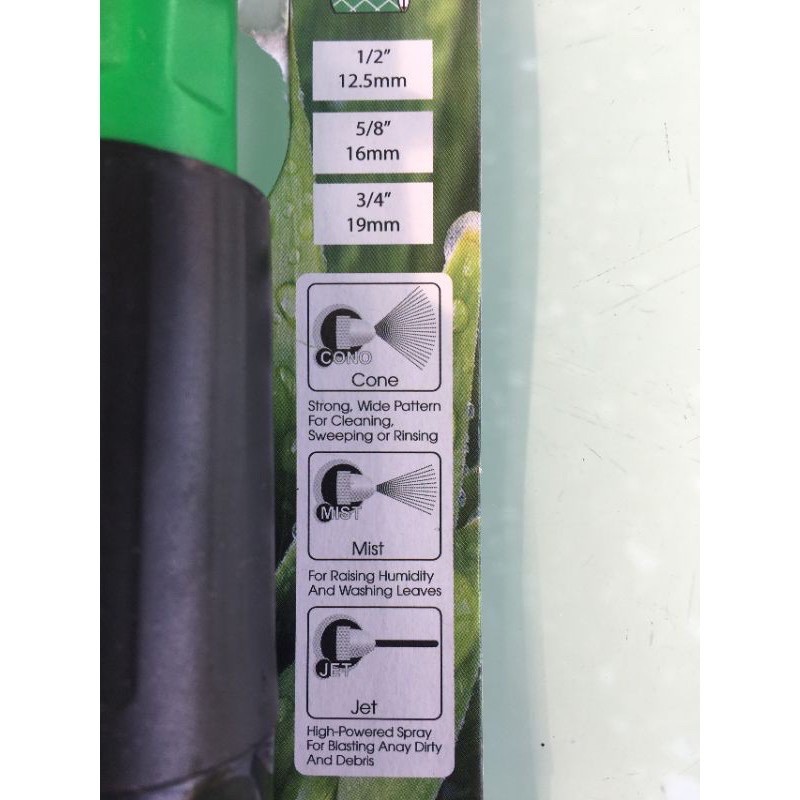 1/2”
12.5mm
5/8”
16mm
3/4”
19mm
CONO
Cone
Strong, Wide Pattern
For Cleaning,
Sweeping or Rinsing
MIST
Mist
For Raising Humidity
And Washing Leaves
JET
Jet
High-Powered Spray
For Blasting Anay Dirty
And Debris